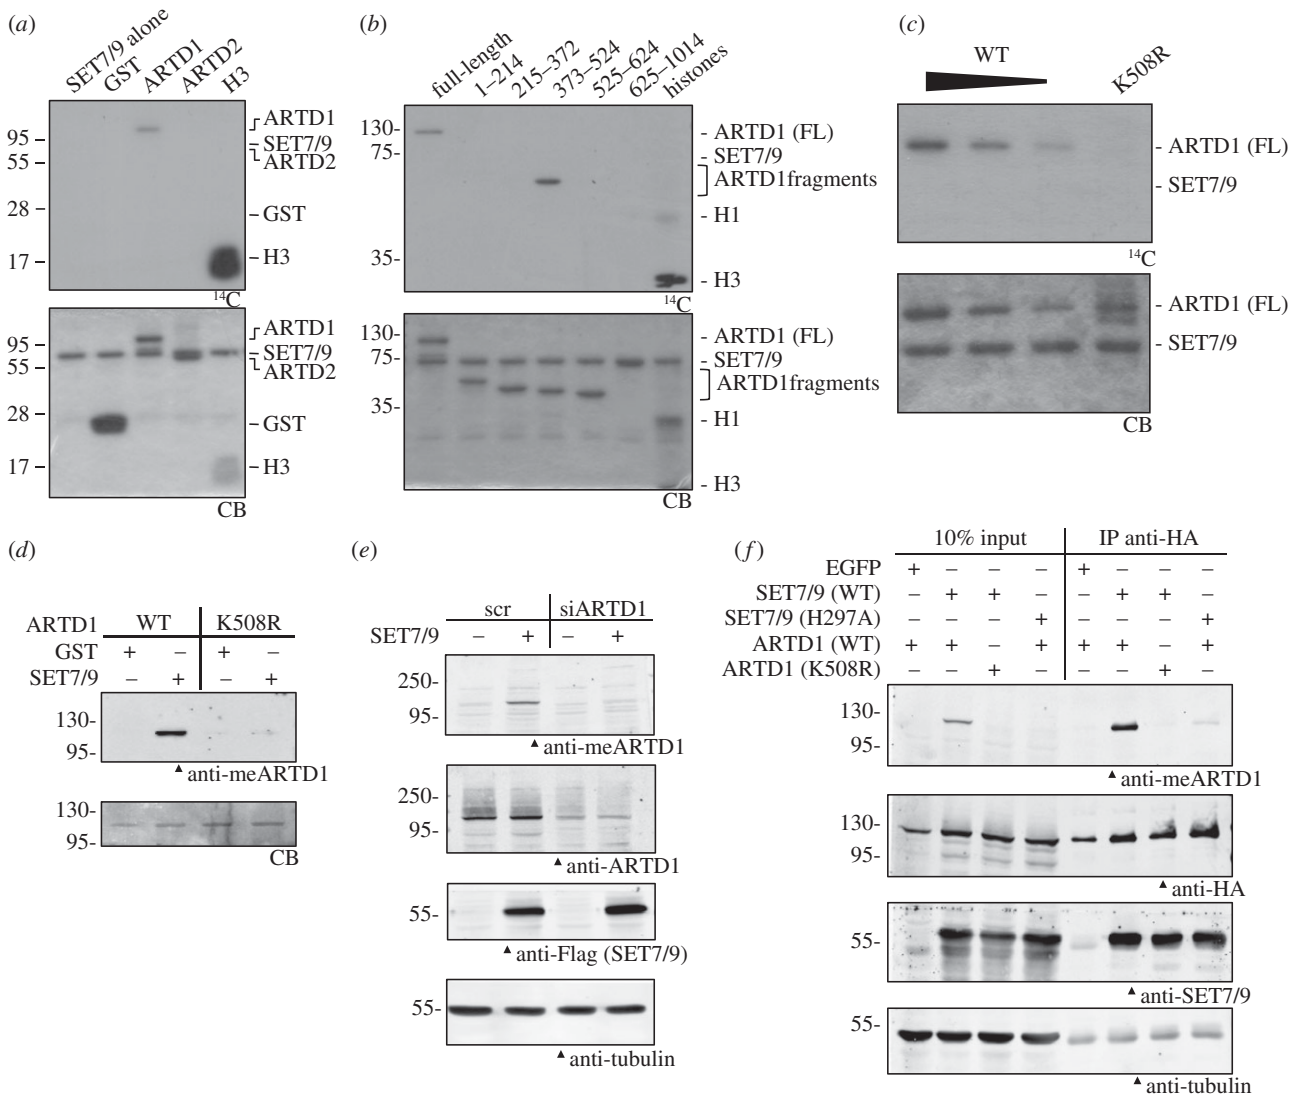 (a)
SET7/9 alone
GST
ARTD1
ARTD2
H3
95
55
28
17
ARTD1
SET7/9
ARTD2
GST
H3
14C
95
55
28
17
ARTD1
SET7/9
ARTD2
GST
H3
CB
(b)
full-length
1–214
215–372
373–524
525–624
625–1014
histones
130-
75-
35-
- ARTD1 (FL)
- SET7/9
ARTD1fragments
- H1
- H3
14C
130-
75-
35-
- ARTD1 (FL)
- SET7/9
ARTD1fragments
- H1
- H3
CB
(c)
WT
K508R
- ARTD1 (FL)
- SET7/9
14C
- ARTD1 (FL)
- SET7/9
CB
(d)
ARTD1 WT K508R
GST + – + –
SET7/9 – + – +
130-
95-
▲anti-meARTD1
130-
95-
CB
(e)
scr siARTD1
SET7/9 – + – +
250-
95-
▲anti-meARTD1
250-
95-
▲anti-ARTD1
55-
▲anti-Flag (SET7/9)
55-
▲anti-tubulin
(f)
10% input IP anti-HA
EGFP + – – – + – – –
SET7/9 (WT) – + + – – + + –
SET7/9 (H297A) – – – + – – – +
ARTD1 (WT) + + – + + + – +
ARTD1 (K508R) – – + – – – + –
130-
95-
▲anti-meARTD1
130-
95-
▲anti-HA
55-
▲anti-SET7/9
55-
▲anti-tubulin